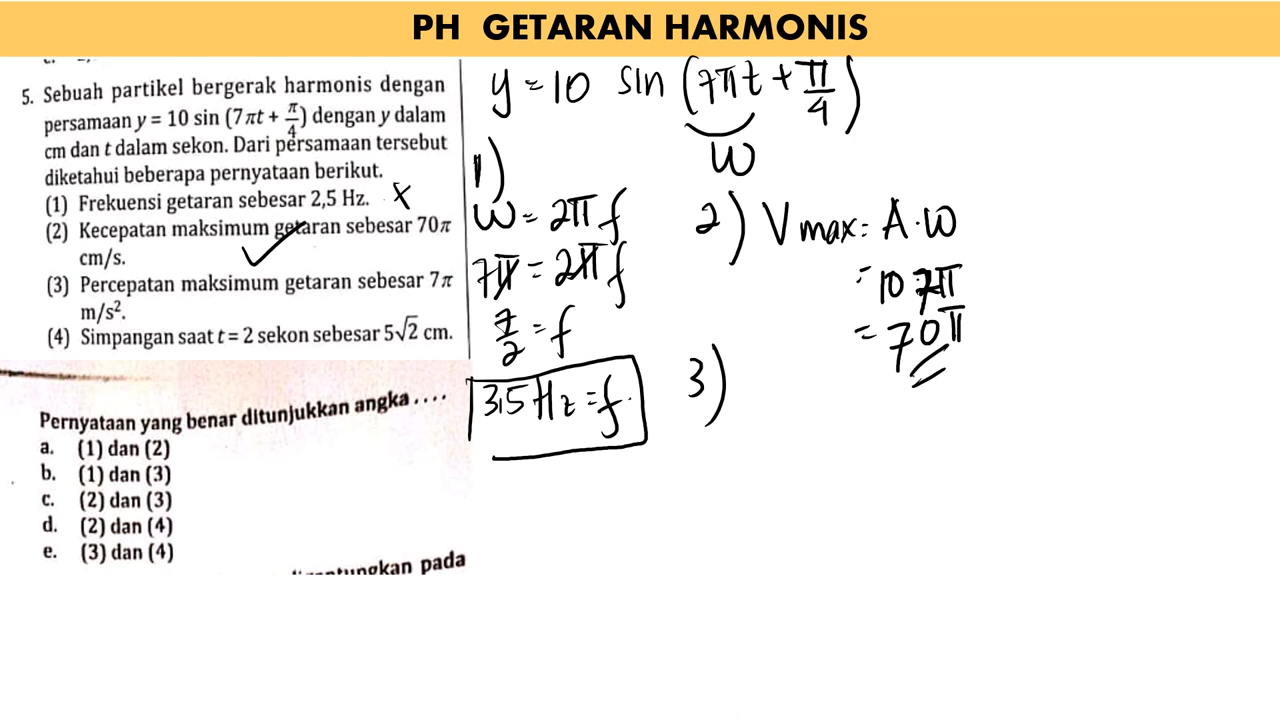 PH GETARAN HARMONIS
5. Sebuah partikel bergerak harmonis dengan
persamaan y = 10 sin (7πt + π/4) dengan y dalam
cm dan t dalam sekon. Dari persamaan tersebut
diketahui beberapa pernyataan berikut.
(1) Frekuensi getaran sebesar 2,5 Hz. x
(2) Kecepatan maksimum getaran sebesar 70π
cm/s. ✓
(3) Percepatan maksimum getaran sebesar 7π
m/s².
(4) Simpangan saat t = 2 sekon sebesar 5√2 cm.
Pernyataan yang benar ditunjukkan angka . . . .
a. (1) dan (2)
b. (1) dan (3)
c. (2) dan (3)
d. (2) dan (4)
e. (3) dan (4)
pada
y = 10 sin (7πt + π/4)
ω
1)
ω = 2π f
7π = 2π f
7/2 = f
3,5 Hz = f
2) Vmax = A.ω
= 10 7π
= 70π
3)